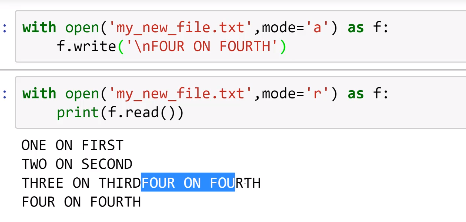 : with open('my_new_file.txt',mode='a') as f:
f.write('\nFOUR ON FOURTH')
: with open('my_new_file.txt',mode='r') as f:
print(f.read())
ONE ON FIRST
TWO ON SECOND
THREE ON THIRDFOUR ON FOURTH
FOUR ON FOURTH